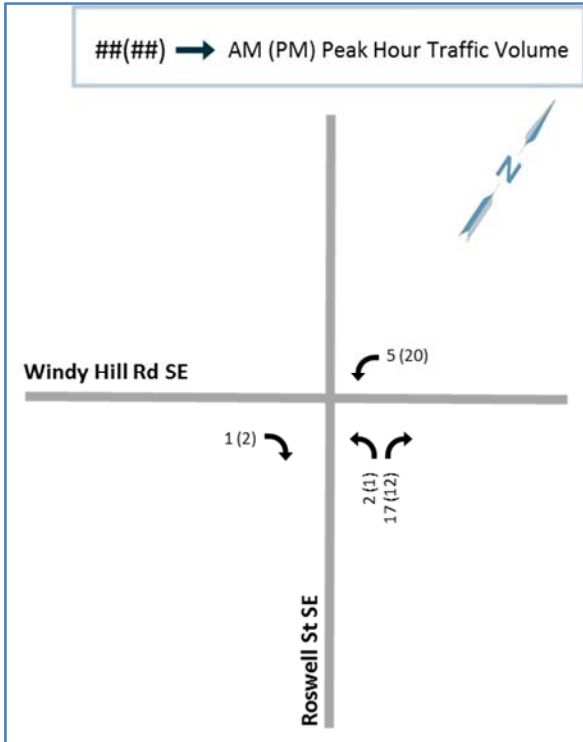 ##(##) AM (PM) Peak Hour Traffic Volume
N
5 (20)
Windy Hill Rd SE
1 (2)
2 (1)
17 (12)
Roswell St SE